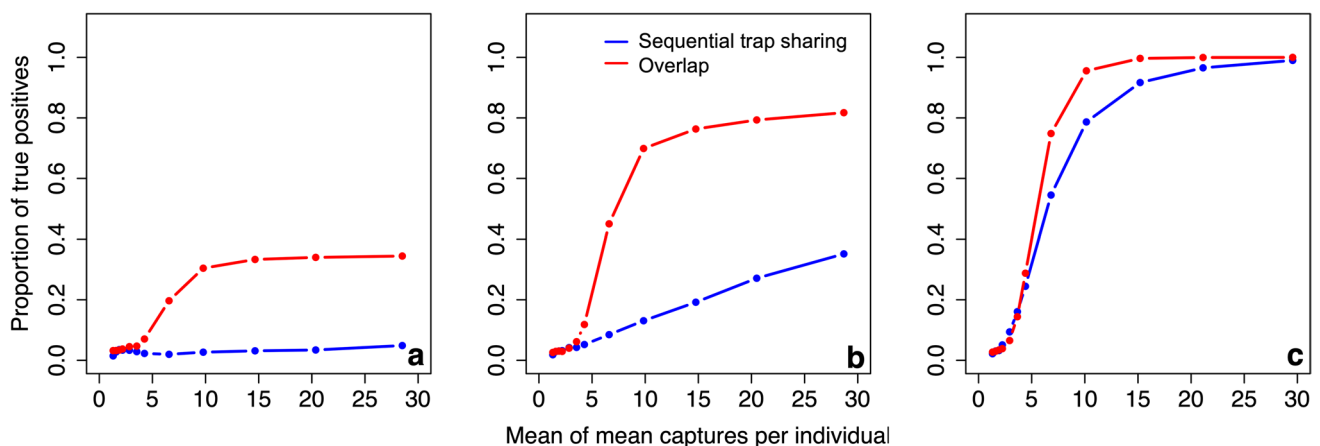 Proportion of true positives
0.0 0.2 0.4 0.6 0.8 1.0
0 5 10 15 20 25 30
a
0.0 0.2 0.4 0.6 0.8 1.0
Sequential trap sharing
Overlap
0 5 10 15 20 25 30
b
0.0 0.2 0.4 0.6 0.8 1.0
0 5 10 15 20 25 30
c
Mean of mean captures per individual